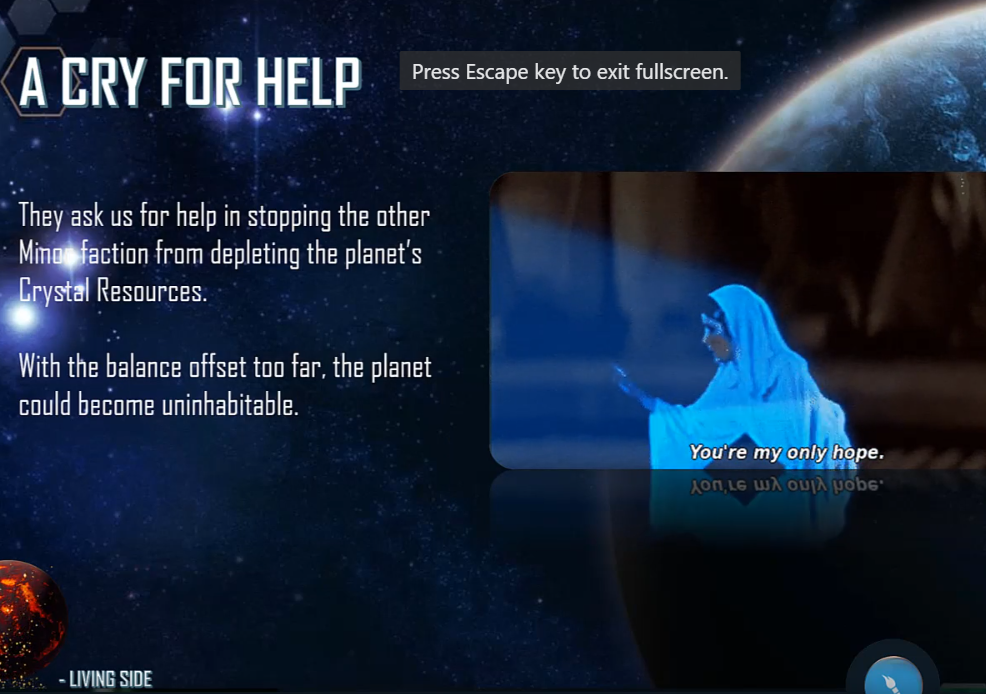 A CRY FOR HELP
Press Escape key to exit fullscreen.
They ask us for help in stopping the other
Minor faction from depleting the planet's
Crystal Resources.
With the balance offset too far, the planet
could become uninhabitable.
You're my only hope.
- LIVING SIDE